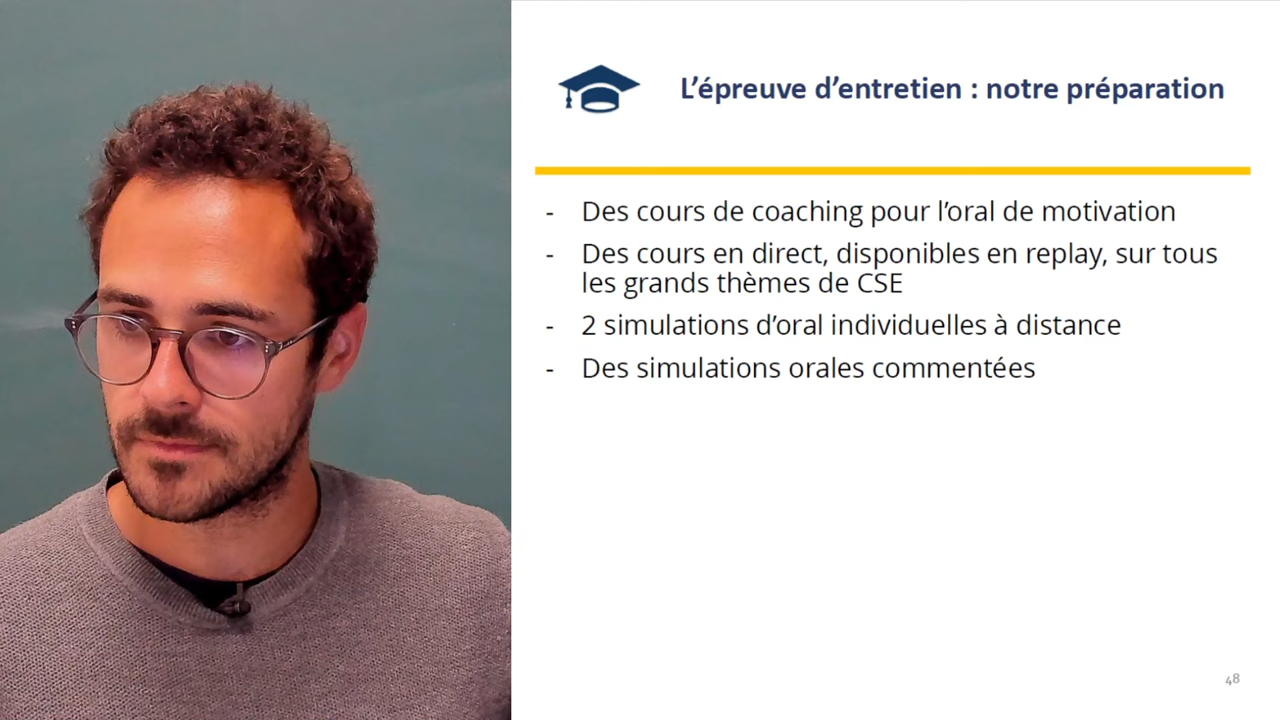 L’épreuve d’entretien : notre préparation
- Des cours de coaching pour l’oral de motivation
- Des cours en direct, disponibles en replay, sur tous
les grands thèmes de CSE
- 2 simulations d’oral individuelles à distance
- Des simulations orales commentées
48